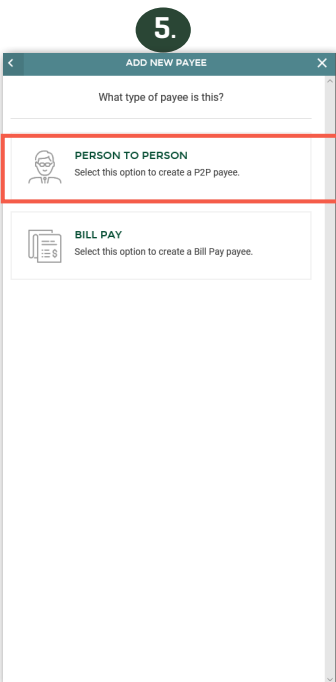 5.
ADD NEW PAYEE
What type of payee is this?
PERSON TO PERSON
Select this option to create a P2P payee.
BILL PAY
Select this option to create a Bill Pay payee.